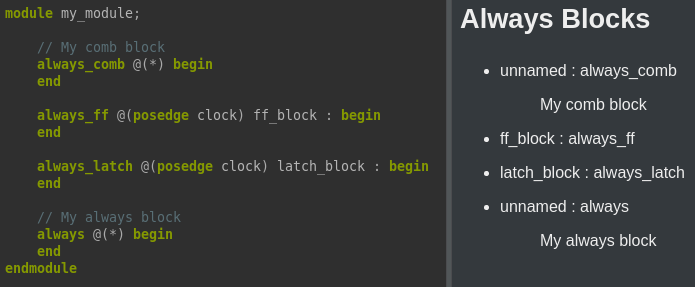 module my_module;
// My comb block
always_comb @(*) begin
end
always_ff @(posedge clock) ff_block : begin
end
always_latch @(posedge clock) latch_block : begin
end
// My always block
always @(*) begin
end
endmodule
Always Blocks
unnamed : always_comb
My comb block
ff_block : always_ff
latch_block : always_latch
unnamed : always
My always block